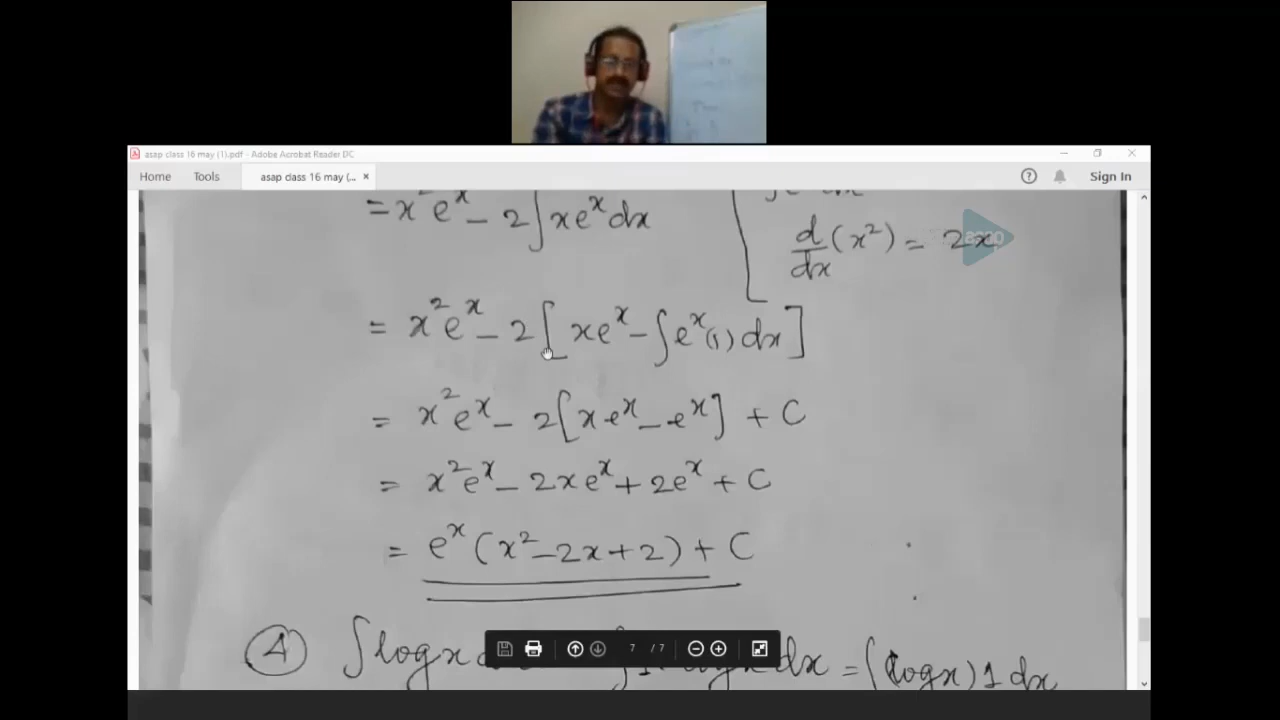 asap class 16 may (1).pdf - Adobe Acrobat Reader DC
Home Tools asap class 16 may (... × Sign In
= x²eˣ - 2∫xeˣdx
d/dx (x²) = 2x
= x²eˣ - 2[xeˣ - ∫eˣ(1)dx]
= x²eˣ - 2[xeˣ - eˣ] + C
= x²eˣ - 2xeˣ + 2eˣ + C
= eˣ(x² - 2x + 2) + C
4 ∫logx dx = (logx)1dx
7 / 7